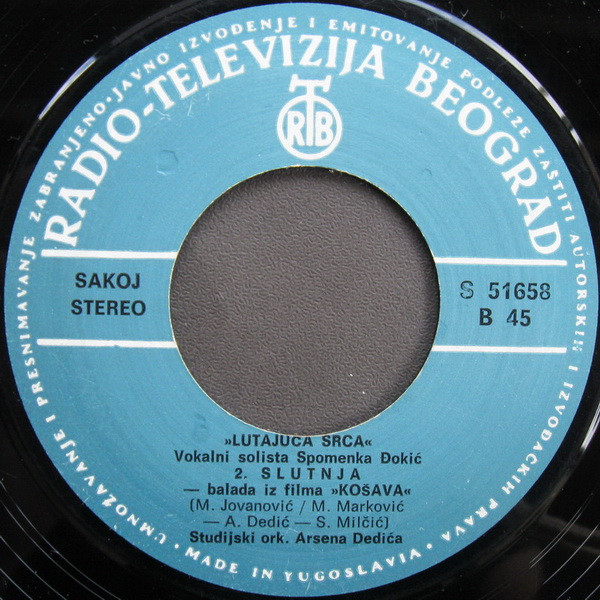 UMNOŽAVANJE I PRESNIMAVANJE ZABRANJENO·JAVNO IZVOĐENJE I EMITOVANJE PODLEŽE ZAŠTITI AUTORSKIH I IZVOĐAČKIH PRAVA ·
RADIO-TELEVIZIJA BEOGRAD
RTB
SAKOJ
STEREO
S 51658
B 45
»LUTAJUĆA SRCA«
Vokalni solista Spomenka Đokić
2. SLUTNJA
— balada iz filma »KOŠAVA«
(M. Jovanović / M. Marković
— A. Dedić — S. Milčić)
Studijski ork. Arsena Dedića
· MADE IN YUGOSLAVIA ·